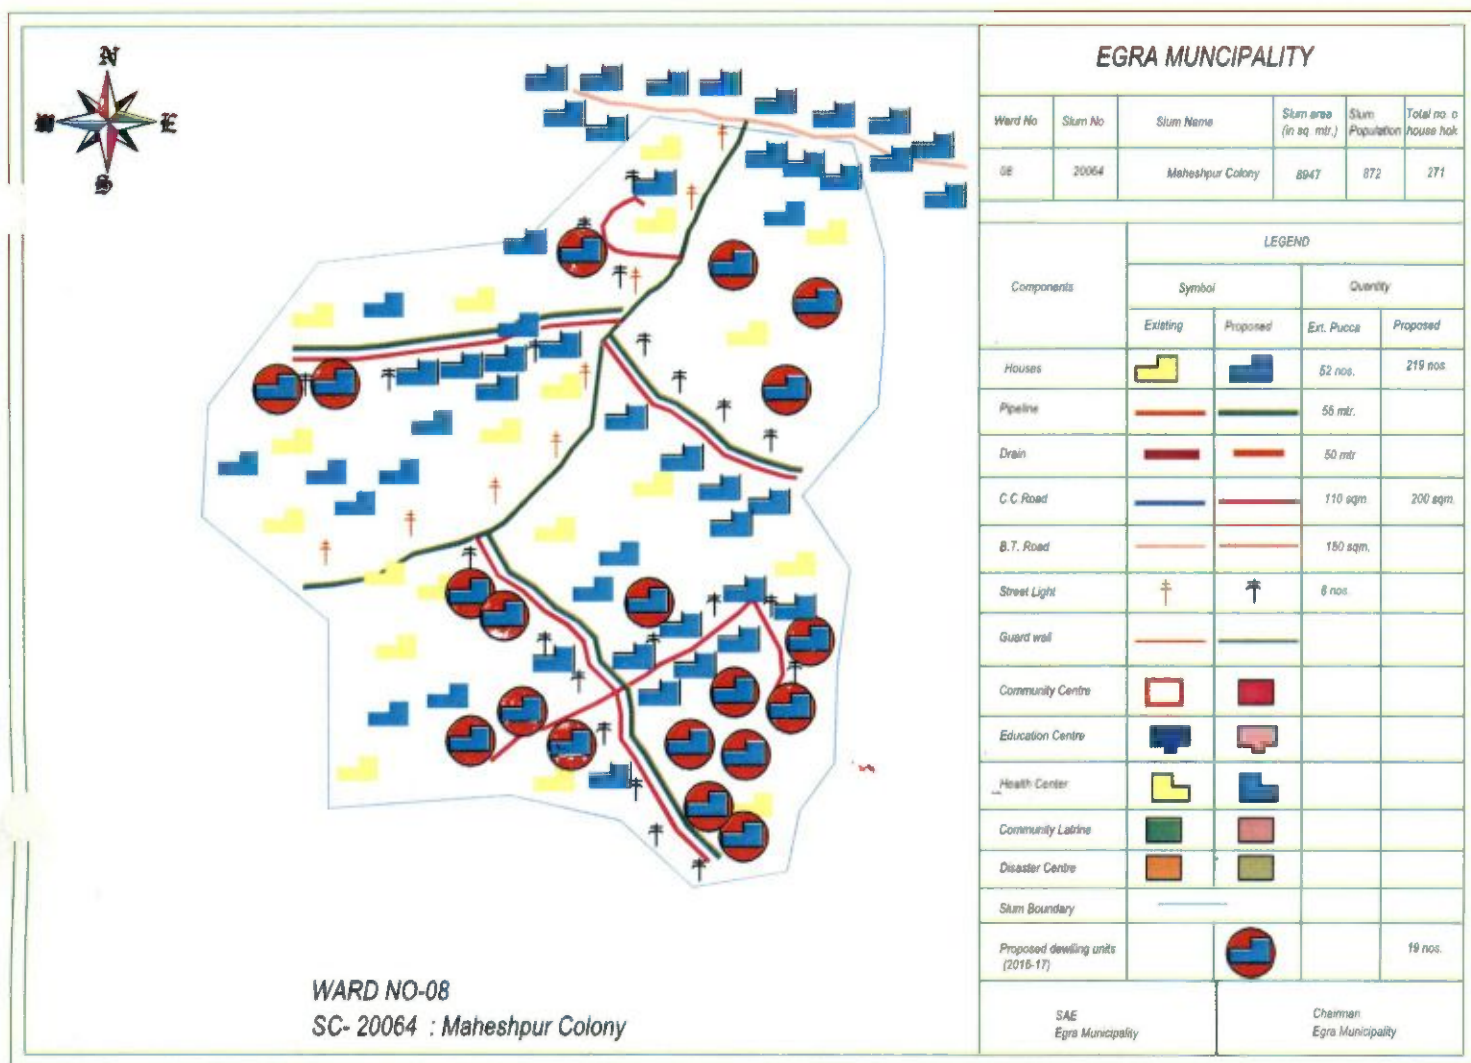 N
W E
S
EGRA MUNCIPALITY
Ward No Slum No Slum Name Slum area (in sq. mtr.) Slum Population Total no. o house hol
08 20064 Maheshpur Colony 8947 872 271
LEGEND
Components Symbol Quantity
Existing Proposed Ext. Pucca Proposed
Houses 52 nos. 219 nos
Pipeline 55 mtr.
Drain 50 mtr
C C Road 110 sqm 200 sqm.
B.T. Road 180 sqm.
Street Light 8 nos
Guard wall
Community Centre
Education Centre
Health Center
Community Latrine
Disaster Centre
Slum Boundary
Proposed dewlling units
(2016-17) 19 nos.
WARD NO-08
SC- 20064 : Maheshpur Colony
SAE
Egra Municipality
Chairman
Egra Municipality